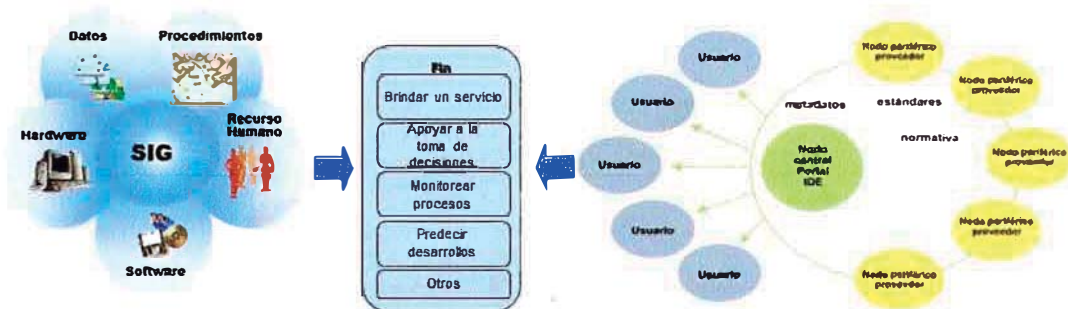 Datos
Procedimientos
Hardware
SIG
Recurso
Humano
Software
Fin
Brindar un servicio
Apoyar a la
toma de
decisiones
Monitorear
procesos
Predecir
desarrollos
Otros
Usuario
Usuario
Usuario
Usuario
Usuario
metadatos
estándares
normativa
Nodo
central
Portal
IDE
Nodo periférico
proveedor
Nodo periférico
proveedor
Nodo periférico
proveedor
Nodo periférico
proveedor
Nodo periférico
proveedor